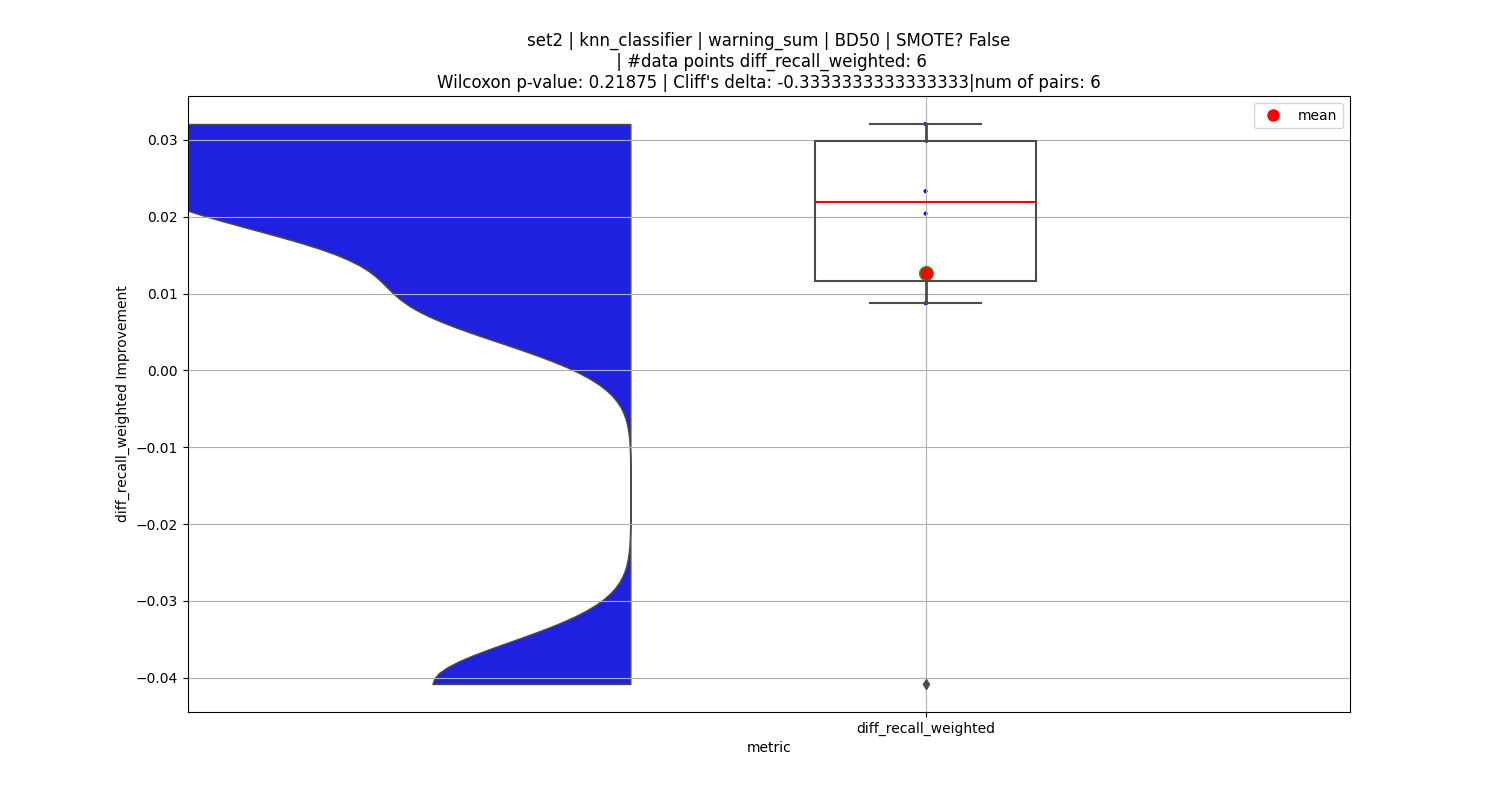 set2 | knn_classifier | warning_sum | BD50 | SMOTE? False
| #data points diff_recall_weighted: 6
Wilcoxon p-value: 0.21875 | Cliff's delta: -0.3333333333333333|num of pairs: 6
mean
0.03
0.02
0.01
0.00
−0.01
−0.02
−0.03
−0.04
diff_recall_weighted Improvement
diff_recall_weighted
metric